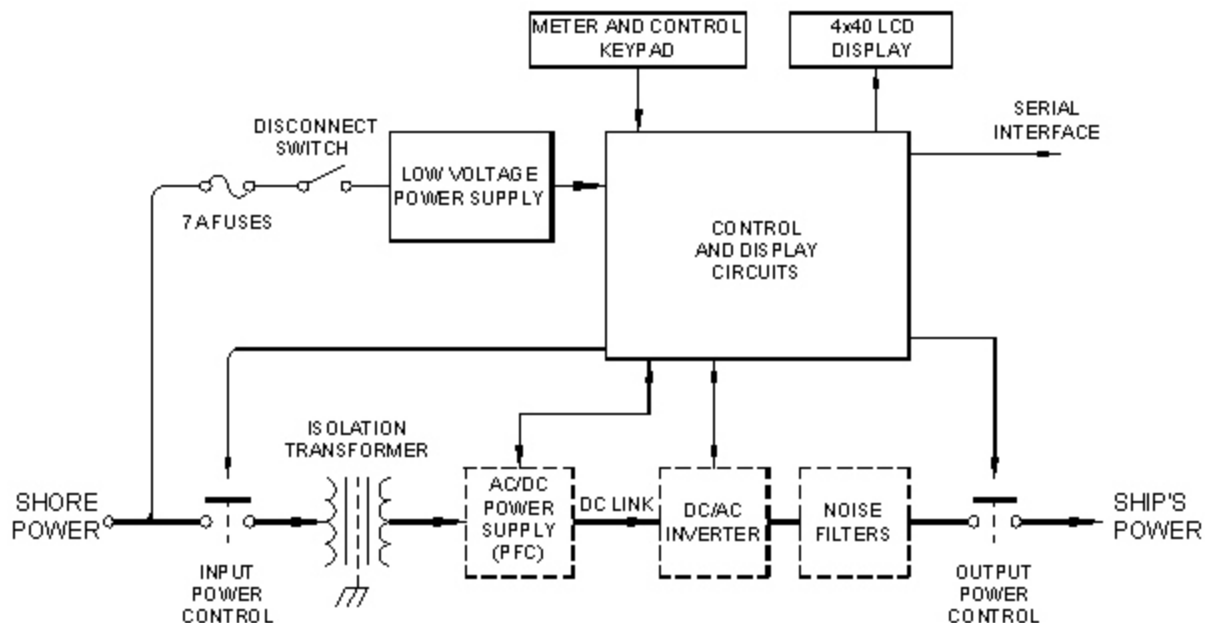 METER AND CONTROL
KEYPAD
4x40 LCD
DISPLAY
SERIAL
INTERFACE
DISCONNECT
SWITCH
LOW VOLTAGE
POWER SUPPLY
7A FUSES
CONTROL
AND DISPLAY
CIRCUITS
ISOLATION
TRANSFORMER
SHORE
POWER
AC/DC
POWER
SUPPLY
(PFC)
DC LINK
DC/AC
INVERTER
NOISE
FILTERS
SHIP'S
POWER
INPUT
POWER
CONTROL
OUTPUT
POWER
CONTROL